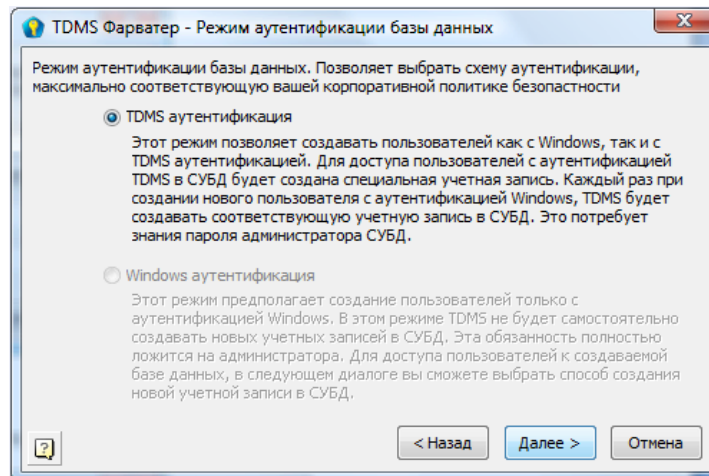 TDMS Фарватер - Режим аутентификации базы данных
Режим аутентификации базы данных. Позволяет выбрать схему аутентификации,
максимально соответствующую вашей корпоративной политике безопастности
TDMS аутентификация
Этот режим позволяет создавать пользователей как с Windows, так и с
TDMS аутентификацией. Для доступа пользователей с аутентификацией
TDMS в СУБД будет создана специальная учетная запись. Каждый раз при
создании нового пользователя с аутентификацией Windows, TDMS будет
создавать соответствующую учетную запись в СУБД. Это потребует
знания пароля администратора СУБД.
Windows аутентификация
Этот режим предполагает создание пользователей только с
аутентификацией Windows. В этом режиме TDMS не будет самостоятельно
создавать новых учетных записей в СУБД. Эта обязанность полностью
ложится на администратора. Для доступа пользователей к создаваемой
базе данных, в следующем диалоге вы сможете выбрать способ создания
новой учетной записи в СУБД.
< Назад Далее > Отмена